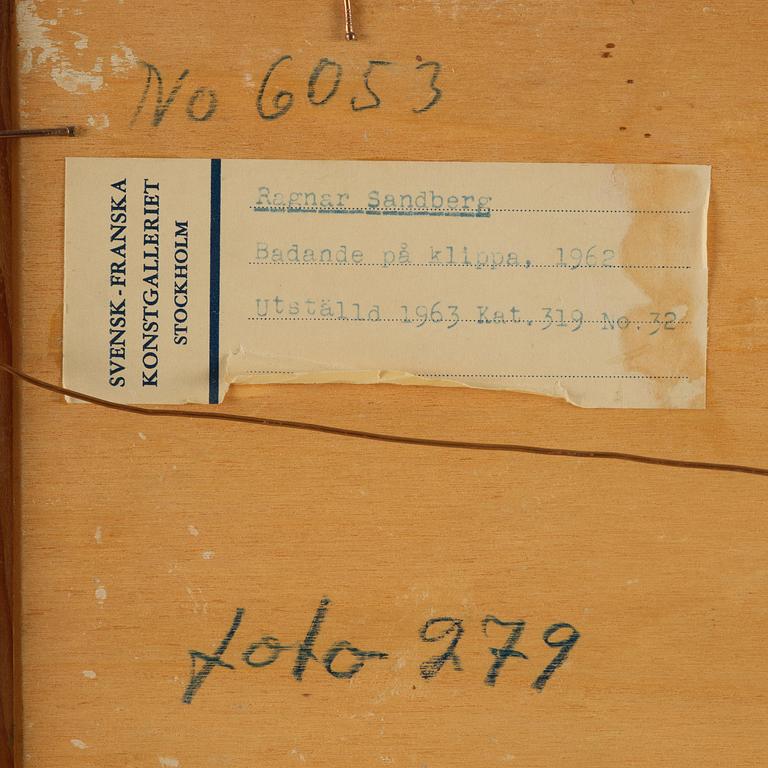 No 6053
SVENSK-FRANSKA
KONSTGALLERIET
STOCKHOLM
Ragnar Sandberg
Badande på klippa, 1962
Utställd 1963 Kat.319 No.32
foto 279